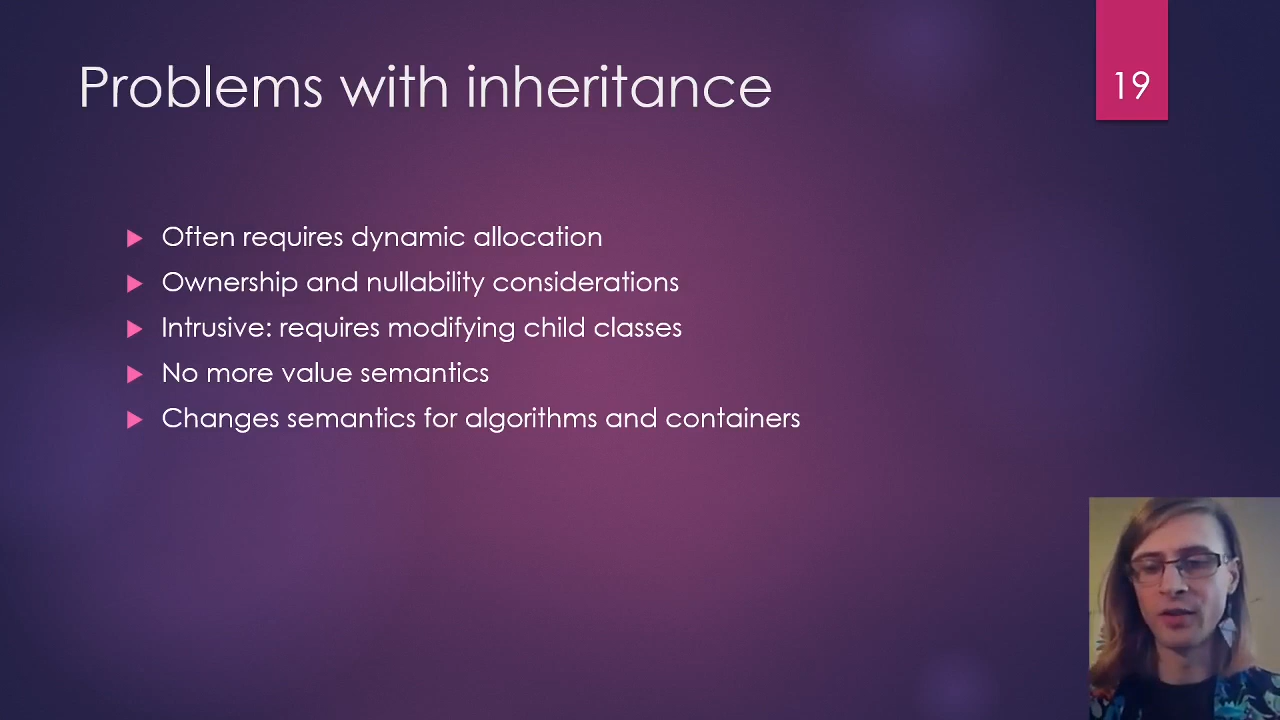 Problems with inheritance
19
Often requires dynamic allocation
Ownership and nullability considerations
Intrusive: requires modifying child classes
No more value semantics
Changes semantics for algorithms and containers